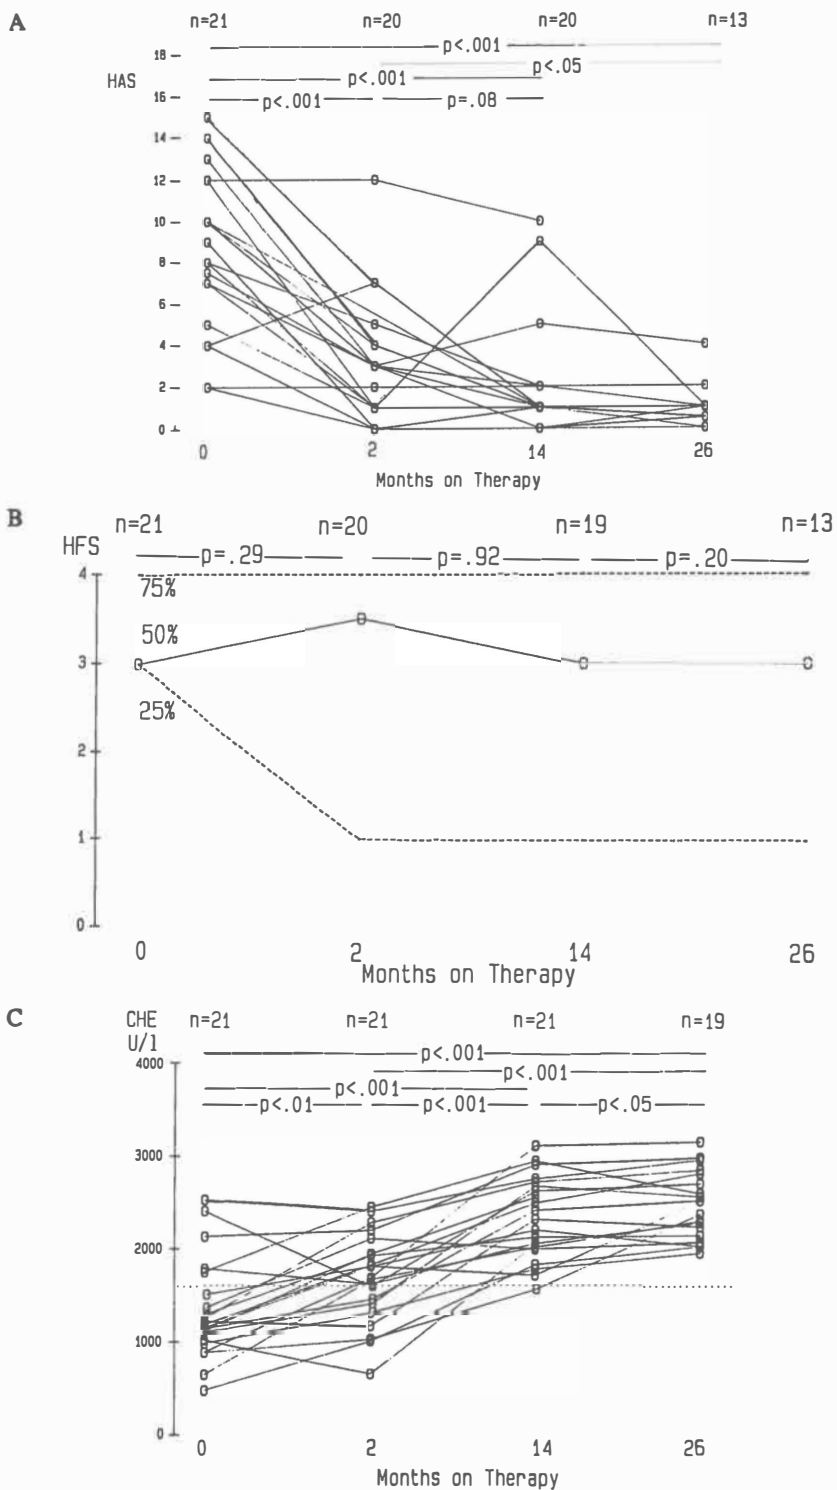 A
n=21 n=20 n=20 n=13
p<.001
18
HAS
p<.05
p<.001
16
p<.001 p=.08
14
12
10
8
6
4
2
0
0 2 14 26
Months on Therapy
B
n=21 n=20 n=19 n=13
HFS
p=.29 p=.92 p=.20
4
75%
50%
3
25%
2
1
0
0 2 14 26
Months on Therapy
C
CHE n=21 n=21 n=21 n=19
U/l
p<.001
4000
p<.001
p<.001
p<.01 p<.001 p<.05
3000
2000
1000
0
0 2 14 26
Months on Therapy